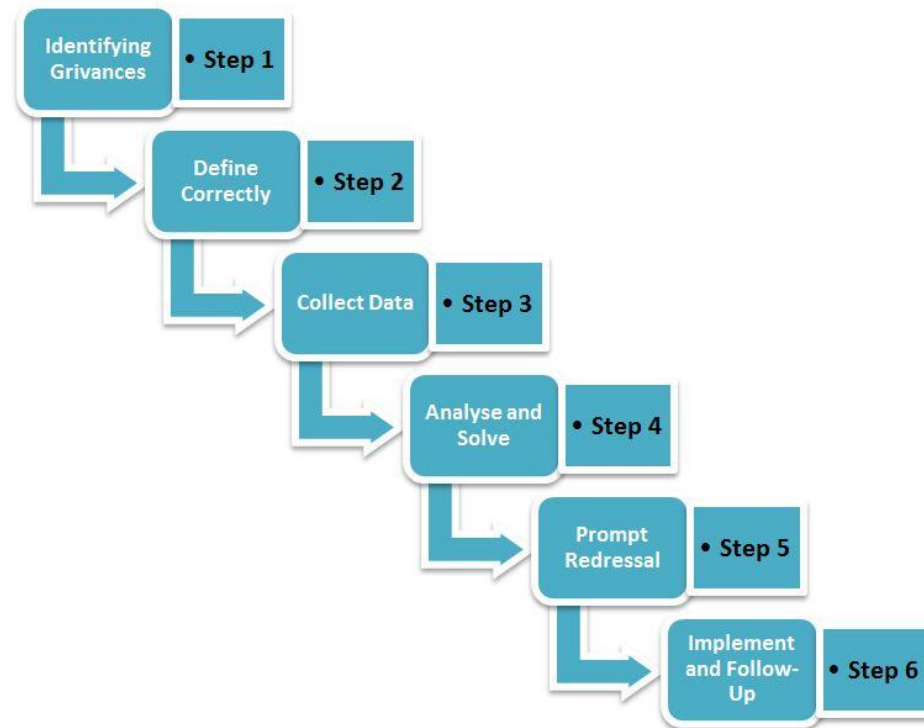 Identifying
Grivances
• Step 1
Define
Correctly
• Step 2
Collect Data
• Step 3
Analyse and
Solve
• Step 4
Prompt
Redressal
• Step 5
Implement
and Follow-
Up
• Step 6